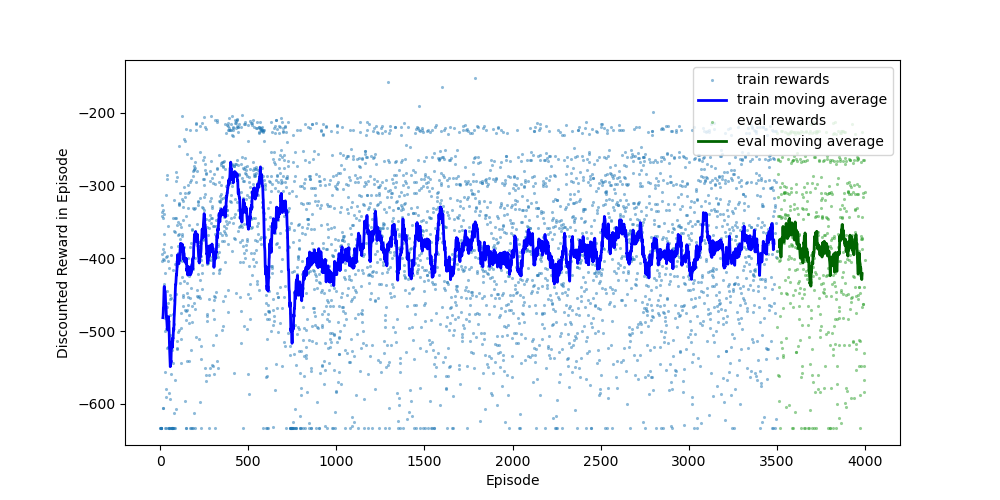 train rewards
train moving average
eval rewards
eval moving average
−200
−300
−400
−500
−600
Discounted Reward in Episode
0 500 1000 1500 2000 2500 3000 3500 4000
Episode